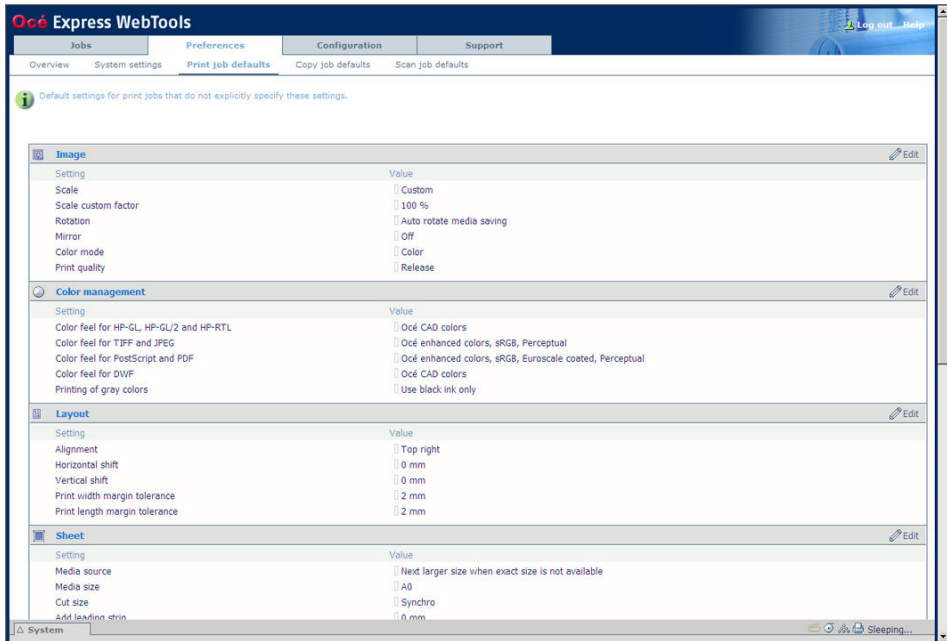 Océ Express WebTools
Log out Help
Jobs Preferences Configuration Support
Overview System settings Print job defaults Copy job defaults Scan job defaults
Default settings for print jobs that do not explicitly specify these settings.
Image Edit
Setting Value
Scale Custom
Scale custom factor 100 %
Rotation Auto rotate media saving
Mirror Off
Color mode Color
Print quality Release
Color management Edit
Setting Value
Color feel for HP-GL, HP-GL/2 and HP-RTL Océ CAD colors
Color feel for TIFF and JPEG Océ enhanced colors, sRGB, Perceptual
Color feel for PostScript and PDF Océ enhanced colors, sRGB, Euroscale coated, Perceptual
Color feel for DWF Océ CAD colors
Printing of gray colors Use black ink only
Layout Edit
Setting Value
Alignment Top right
Horizontal shift 0 mm
Vertical shift 0 mm
Print width margin tolerance 2 mm
Print length margin tolerance 2 mm
Sheet Edit
Setting Value
Media source Next larger size when exact size is not available
Media size A0
Cut size Synchro
Add leading strip 0 mm
System Sleeping...